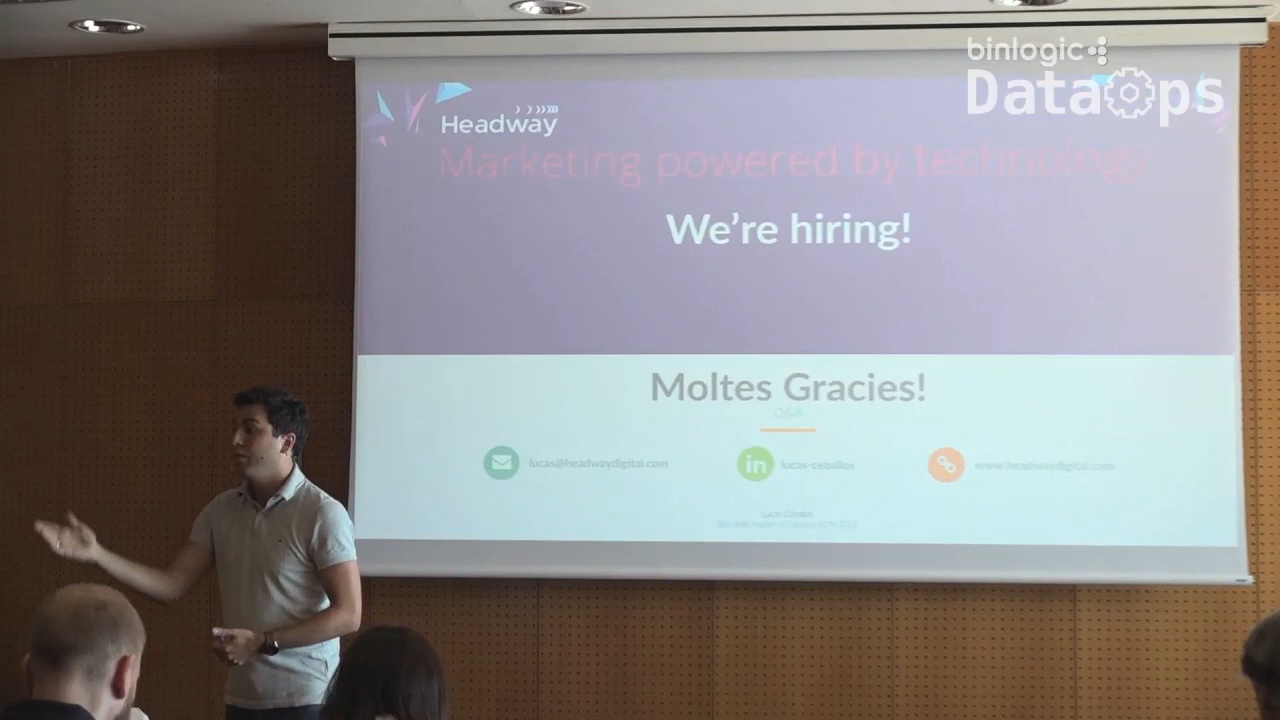 binlogic
DataOps
Headway
Marketing powered by technology
We're hiring!
Moltes Gracies!
Q&A
lucas@headwaydigital.com
lucas-ceballos
www.headwaydigital.com